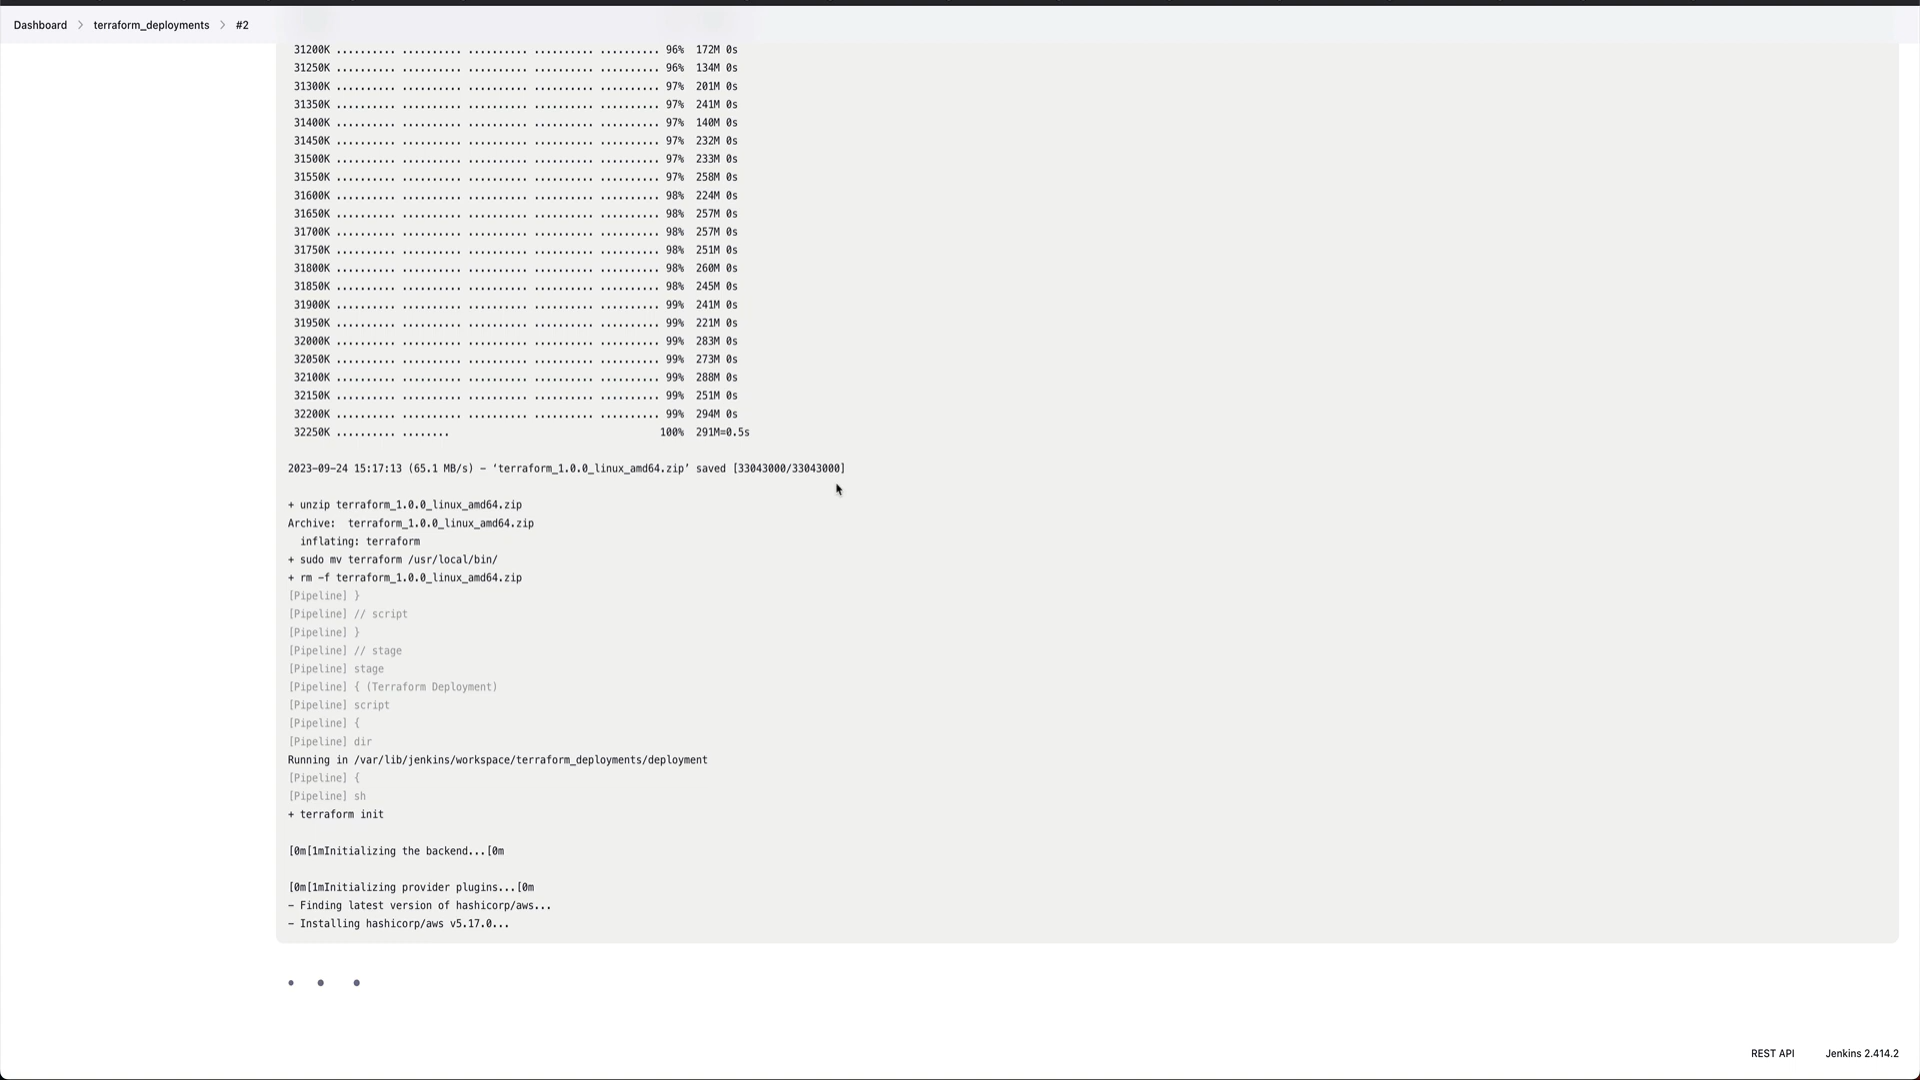 Dashboard > terraform_deployments > #2
31200K .......... .......... .......... .......... .......... 96%  172M 0s
31250K .......... .......... .......... .......... .......... 96%  134M 0s
31300K .......... .......... .......... .......... .......... 97%  201M 0s
31350K .......... .......... .......... .......... .......... 97%  241M 0s
31400K .......... .......... .......... .......... .......... 97%  140M 0s
31450K .......... .......... .......... .......... .......... 97%  232M 0s
31500K .......... .......... .......... .......... .......... 97%  233M 0s
31550K .......... .......... .......... .......... .......... 97%  258M 0s
31600K .......... .......... .......... .......... .......... 98%  224M 0s
31650K .......... .......... .......... .......... .......... 98%  257M 0s
31700K .......... .......... .......... .......... .......... 98%  257M 0s
31750K .......... .......... .......... .......... .......... 98%  251M 0s
31800K .......... .......... .......... .......... .......... 98%  260M 0s
31850K .......... .......... .......... .......... .......... 98%  245M 0s
31900K .......... .......... .......... .......... .......... 99%  241M 0s
31950K .......... .......... .......... .......... .......... 99%  221M 0s
32000K .......... .......... .......... .......... .......... 99%  283M 0s
32050K .......... .......... .......... .......... .......... 99%  273M 0s
32100K .......... .......... .......... .......... .......... 99%  288M 0s
32150K .......... .......... .......... .......... .......... 99%  251M 0s
32200K .......... .......... .......... .......... .......... 99%  294M 0s
32250K .......... ........                                   100%  291M=0.5s
2023-09-24 15:17:13 (65.1 MB/s) - ‘terraform_1.0.0_linux_amd64.zip’ saved [33043000/33043000]
+ unzip terraform_1.0.0_linux_amd64.zip
Archive:  terraform_1.0.0_linux_amd64.zip
  inflating: terraform
+ sudo mv terraform /usr/local/bin/
+ rm -f terraform_1.0.0_linux_amd64.zip
[Pipeline] }
[Pipeline] // script
[Pipeline] }
[Pipeline] // stage
[Pipeline] stage
[Pipeline] { (Terraform Deployment)
[Pipeline] script
[Pipeline] {
[Pipeline] dir
Running in /var/lib/jenkins/workspace/terraform_deployments/deployment
[Pipeline] {
[Pipeline] sh
+ terraform init
[0m[1mInitializing the backend...[0m
[0m[1mInitializing provider plugins...[0m
- Finding latest version of hashicorp/aws...
- Installing hashicorp/aws v5.17.0...
REST API Jenkins 2.414.2